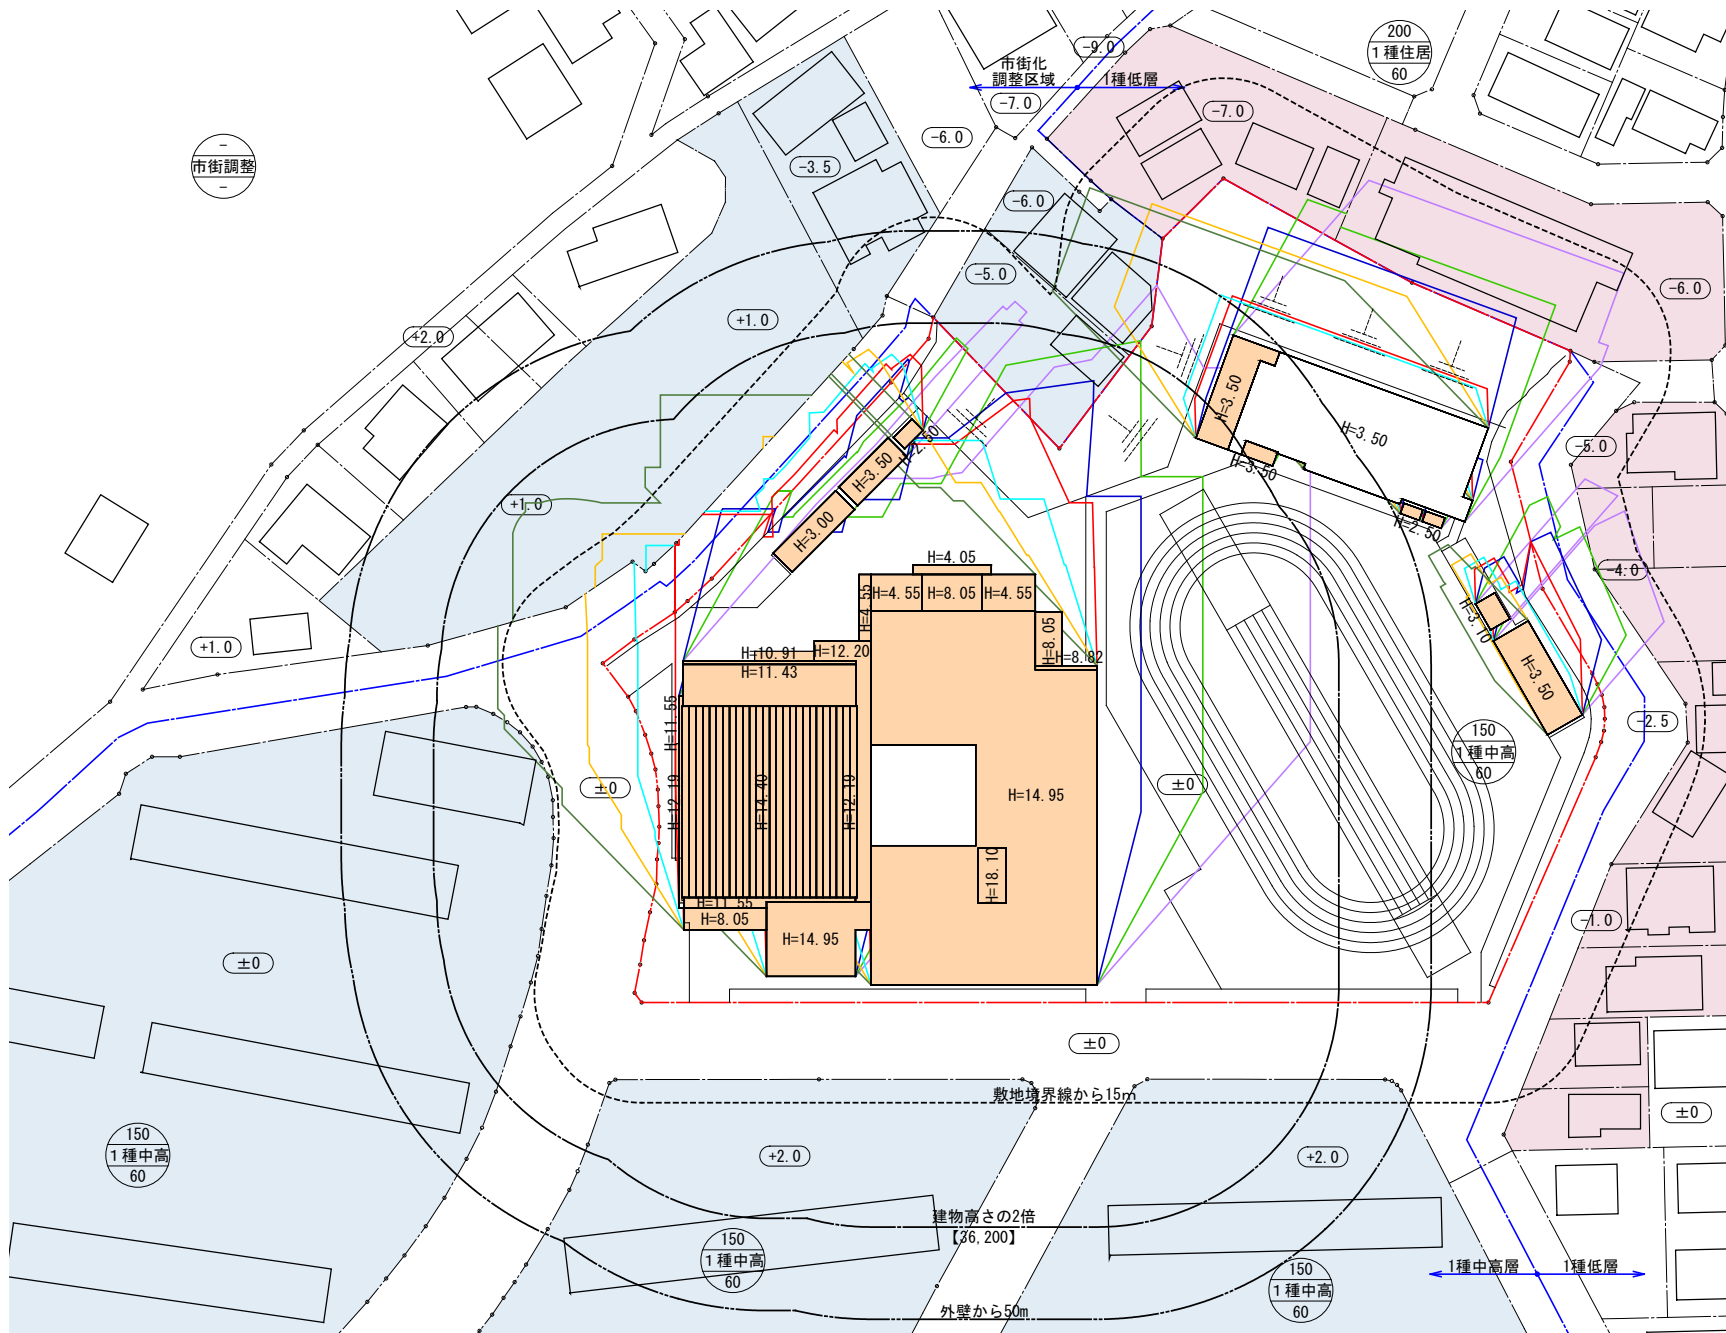 200
1種住居
60
-9.0
市街化
調整区域
1種低層
-7.0
-7.0
-6.0
-
市街調整
-
-3.5
-6.0
-5.0
-6.0
+1.0
+2.0
H=3.50
H=3.50
H=3.50
H=2.50
-5.0
H=2.50
H=3.50
+1.0
H=3.00
-4.0
H=4.05
H=4.55
H=4.55
H=8.05
H=4.55
H=8.05
H=8.82
H=3.10
H=3.50
+1.0
H=12.20
H=10.91
H=11.43
H=11.55
-2.5
150
1種中高
60
±0
±0
H=12.19
H=14.40
H=12.19
H=14.95
H=18.10
H=11.55
H=8.05
H=14.95
-1.0
±0
±0
敷地境界線から15m
±0
150
1種中高
60
+2.0
+2.0
建物高さの2倍
【36,200】
150
1種中高
60
150
1種中高
60
1種中高層
1種低層
外壁から50m